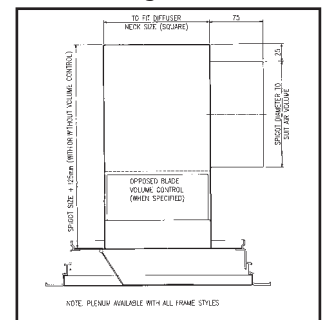 TO FIT DIFFUSER
NECK SIZE (SQUARE)
75
25
SPIGOT DIAMETER TO
SUIT AIR VOLUME
SPIGOT SIZE + 125mm (WITH OR WITHOUT VOLUME CONTROL)
OPPOSED BLADE
VOLUME CONTROL
(WHEN SPECIFIED)
NOTE. PLENUM AVAILABLE WITH ALL FRAME STYLES